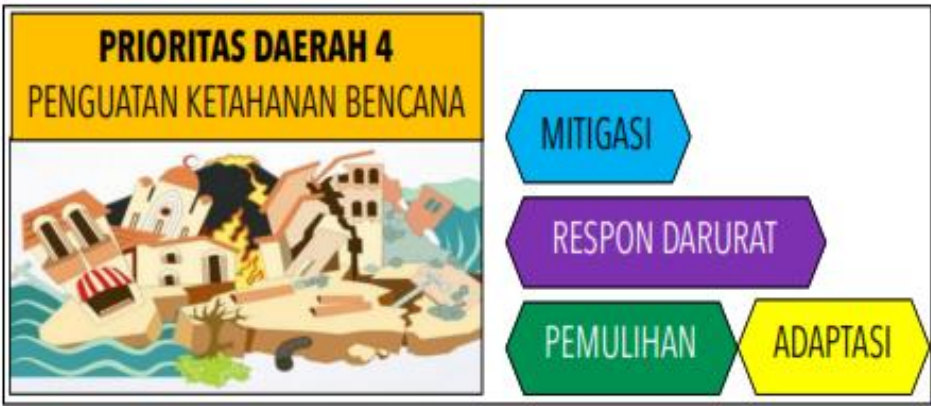 PRIORITAS DAERAH 4
PENGUATAN KETAHANAN BENCANA
MITIGASI
RESPON DARURAT
PEMULIHAN
ADAPTASI